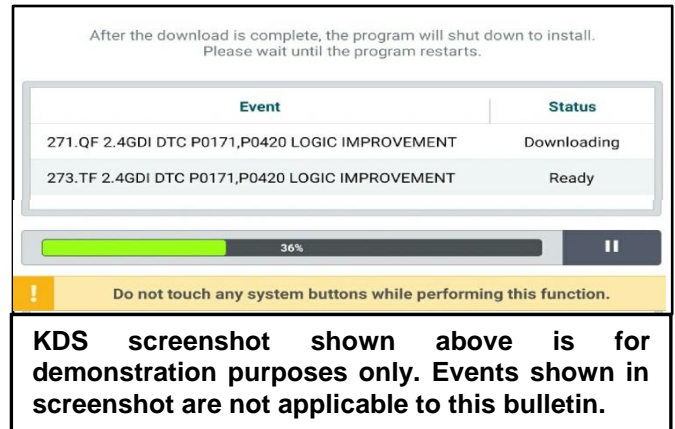 After the download is complete, the program will shut down to install.
Please wait until the program restarts.
Event Status
271.QF 2.4GDI DTC P0171,P0420 LOGIC IMPROVEMENT Downloading
273.TF 2.4GDI DTC P0171,P0420 LOGIC IMPROVEMENT Ready
36%
! Do not touch any system buttons while performing this function.
KDS screenshot shown above is for
demonstration purposes only. Events shown in
screenshot are not applicable to this bulletin.